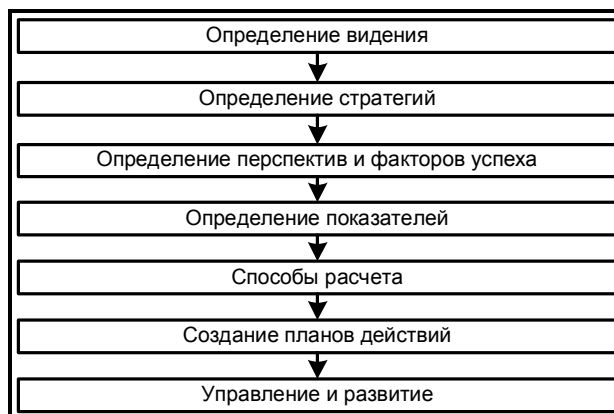 Определение видения
Определение стратегий
Определение перспектив и факторов успеха
Определение показателей
Способы расчета
Создание планов действий
Управление и развитие